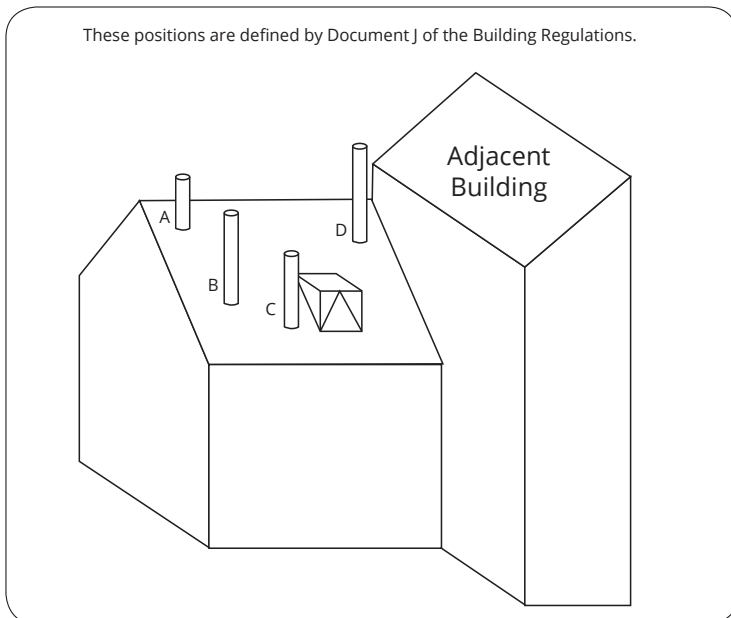 These positions are defined by Document J of the Building Regulations.
Adjacent
Building
A
D
B
C